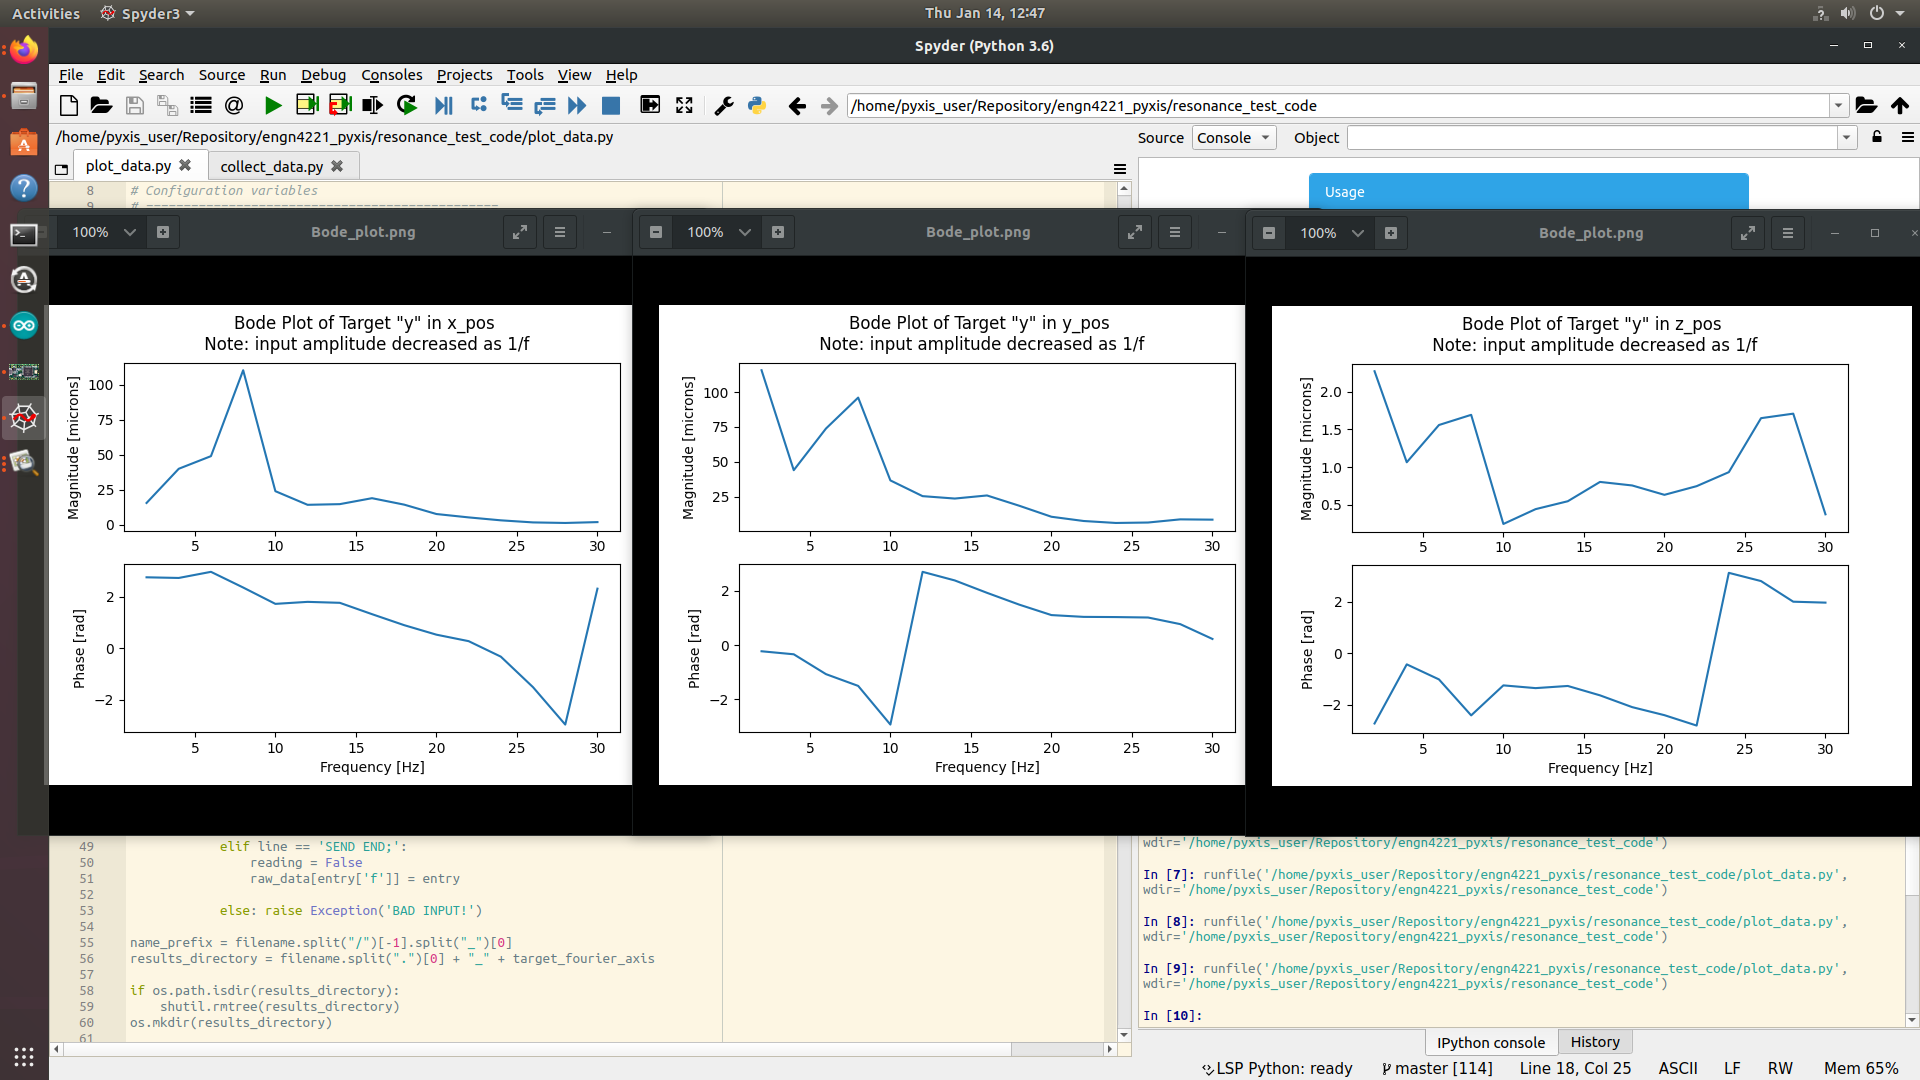 Activities
Spyder3
Thu Jan 14, 12:47
Spyder (Python 3.6)
File Edit Search Source Run Debug Consoles Projects Tools View Help
/home/pyxis_user/Repository/engn4221_pyxis/resonance_test_code
/home/pyxis_user/Repository/engn4221_pyxis/resonance_test_code/plot_data.py
Source Console Object
plot_data.py
collect_data.py
8 # Configuration variables
9 # ===============================================
Usage
100% Bode_plot.png
100% Bode_plot.png
100% Bode_plot.png
Bode Plot of Target "y" in x_pos
Note: input amplitude decreased as 1/f
Magnitude [microns]
100
75
50
25
0
5 10 15 20 25 30
Phase [rad]
2
0
−2
5 10 15 20 25 30
Frequency [Hz]
Bode Plot of Target "y" in y_pos
Note: input amplitude decreased as 1/f
Magnitude [microns]
100
75
50
25
5 10 15 20 25 30
Phase [rad]
2
0
−2
5 10 15 20 25 30
Frequency [Hz]
Bode Plot of Target "y" in z_pos
Note: input amplitude decreased as 1/f
Magnitude [microns]
2.0
1.5
1.0
0.5
5 10 15 20 25 30
Phase [rad]
2
0
−2
5 10 15 20 25 30
Frequency [Hz]
49 elif line == 'SEND END;':
50 reading = False
51 raw_data[entry['f']] = entry
52
53 else: raise Exception('BAD INPUT!')
54
55 name_prefix = filename.split("/")[-1].split("_")[0]
56 results_directory = filename.split(".")[0] + "_" + target_fourier_axis
57
58 if os.path.isdir(results_directory):
59 shutil.rmtree(results_directory)
60 os.mkdir(results_directory)
61
wdir='/home/pyxis_user/Repository/engn4221_pyxis/resonance_test_code')
In [7]: runfile('/home/pyxis_user/Repository/engn4221_pyxis/resonance_test_code/plot_data.py',
wdir='/home/pyxis_user/Repository/engn4221_pyxis/resonance_test_code')
In [8]: runfile('/home/pyxis_user/Repository/engn4221_pyxis/resonance_test_code/plot_data.py',
wdir='/home/pyxis_user/Repository/engn4221_pyxis/resonance_test_code')
In [9]: runfile('/home/pyxis_user/Repository/engn4221_pyxis/resonance_test_code/plot_data.py',
wdir='/home/pyxis_user/Repository/engn4221_pyxis/resonance_test_code')
In [10]:
IPython console History
LSP Python: ready master [114] Line 18, Col 25 ASCII LF RW Mem 65%